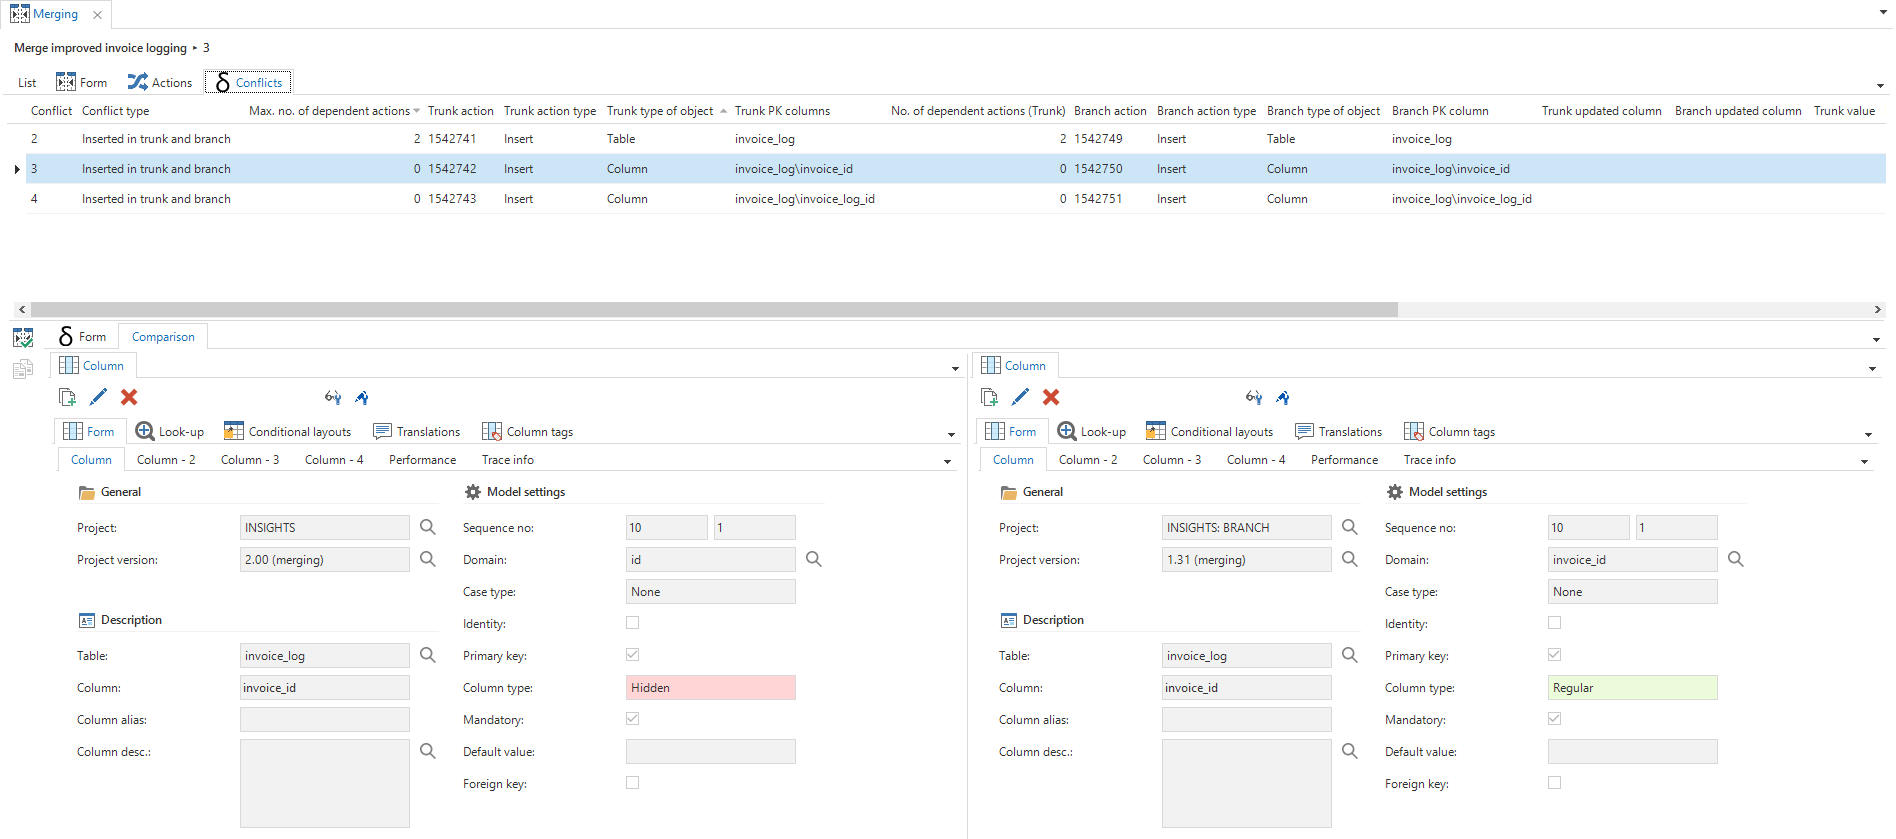 Merging
Merge improved invoice logging ▸ 3
List Form Actions δ Conflicts
Conflict Conflict type Max. no. of dependent actions Trunk action Trunk action type Trunk type of object Trunk PK columns No. of dependent actions (Trunk) Branch action Branch action type Branch type of object Branch PK column Trunk updated column Branch updated column Trunk value
2 Inserted in trunk and branch 2 1542741 Insert Table invoice_log 2 1542749 Insert Table invoice_log
3 Inserted in trunk and branch 0 1542742 Insert Column invoice_log\invoice_id 0 1542750 Insert Column invoice_log\invoice_id
4 Inserted in trunk and branch 0 1542743 Insert Column invoice_log\invoice_log_id 0 1542751 Insert Column invoice_log\invoice_log_id
δ Form Comparison
Column
Form Look-up Conditional layouts Translations Column tags
Column Column - 2 Column - 3 Column - 4 Performance Trace info
General
Project: INSIGHTS
Project version: 2.00 (merging)
Description
Table: invoice_log
Column: invoice_id
Column alias:
Column desc.:
Model settings
Sequence no: 10 1
Domain: id
Case type: None
Identity:
Primary key:
Column type: Hidden
Mandatory:
Default value:
Foreign key:
Column
Form Look-up Conditional layouts Translations Column tags
Column Column - 2 Column - 3 Column - 4 Performance Trace info
General
Project: INSIGHTS: BRANCH
Project version: 1.31 (merging)
Description
Table: invoice_log
Column: invoice_id
Column alias:
Column desc.:
Model settings
Sequence no: 10 1
Domain: invoice_id
Case type: None
Identity:
Primary key:
Column type: Regular
Mandatory:
Default value:
Foreign key: